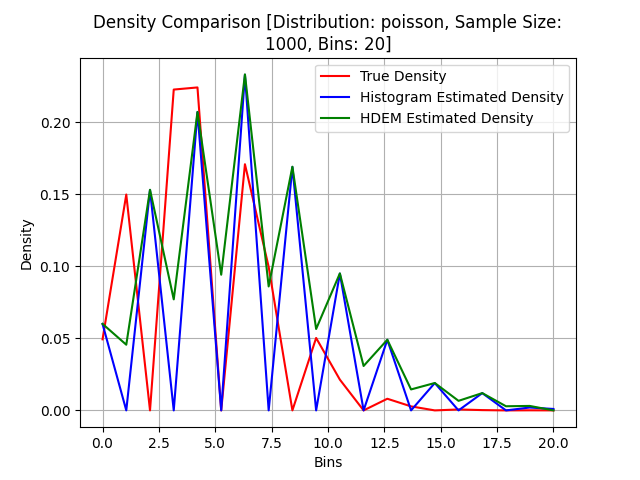 Density Comparison [Distribution: poisson, Sample Size:
1000, Bins: 20]
True Density
Histogram Estimated Density
HDEM Estimated Density
Density
0.20
0.15
0.10
0.05
0.00
0.0 2.5 5.0 7.5 10.0 12.5 15.0 17.5 20.0
Bins